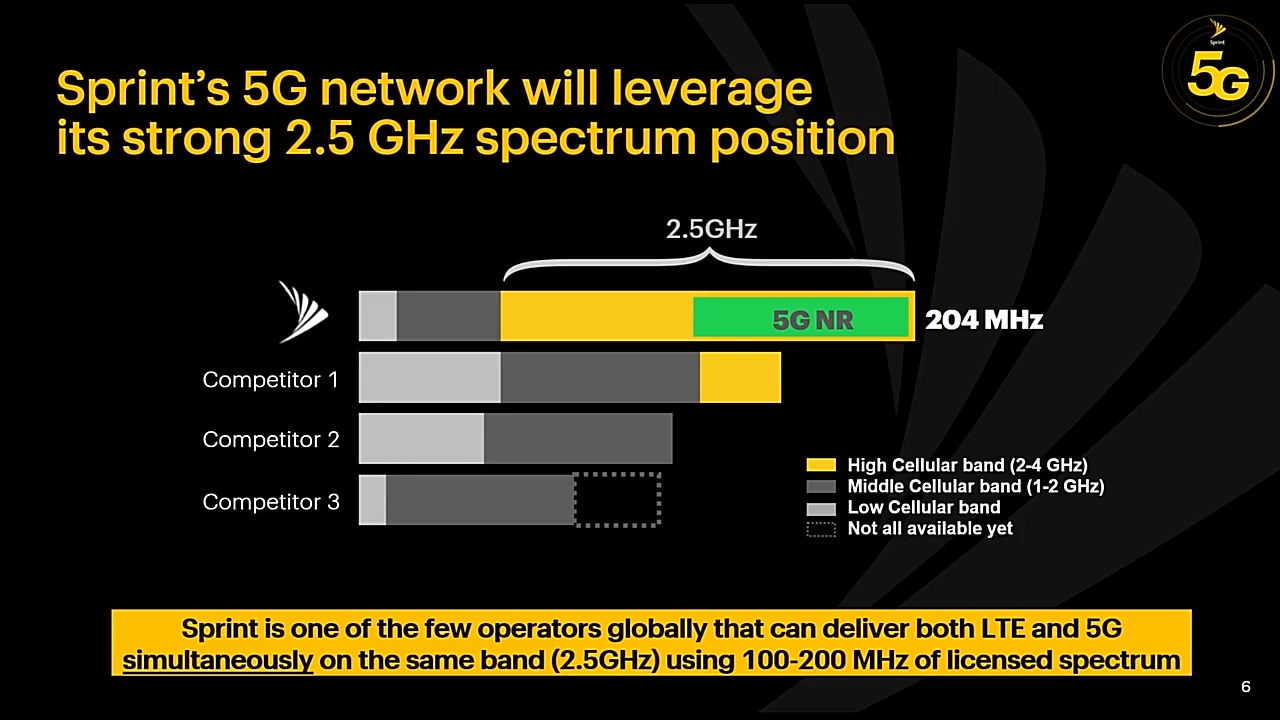 Sprint
5G
Sprint's 5G network will leverage
its strong 2.5 GHz spectrum position
2.5GHz
5G NR
204 MHz
Competitor 1
Competitor 2
Competitor 3
High Cellular band (2-4 GHz)
Middle Cellular band (1-2 GHz)
Low Cellular band
Not all available yet
Sprint is one of the few operators globally that can deliver both LTE and 5G
simultaneously on the same band (2.5GHz) using 100-200 MHz of licensed spectrum
6